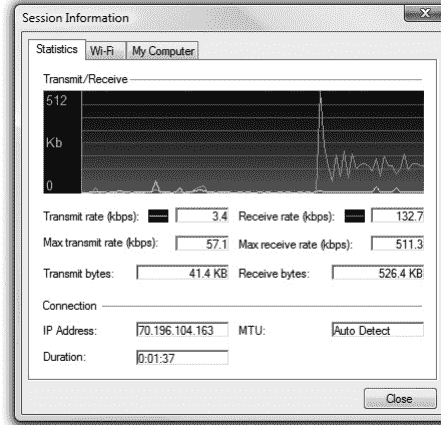 Session Information
Statistics Wi-Fi My Computer
Transmit/Receive
512
Kb
0
Transmit rate (kbps): 3.4 Receive rate (kbps): 132.7
Max transmit rate (kbps): 57.1 Max receive rate (kbps): 511.3
Transmit bytes: 41.4 KB Receive bytes: 526.4 KB
Connection
IP Address: 70.196.104.163 MTU: Auto Detect
Duration: 0:01:37
Close